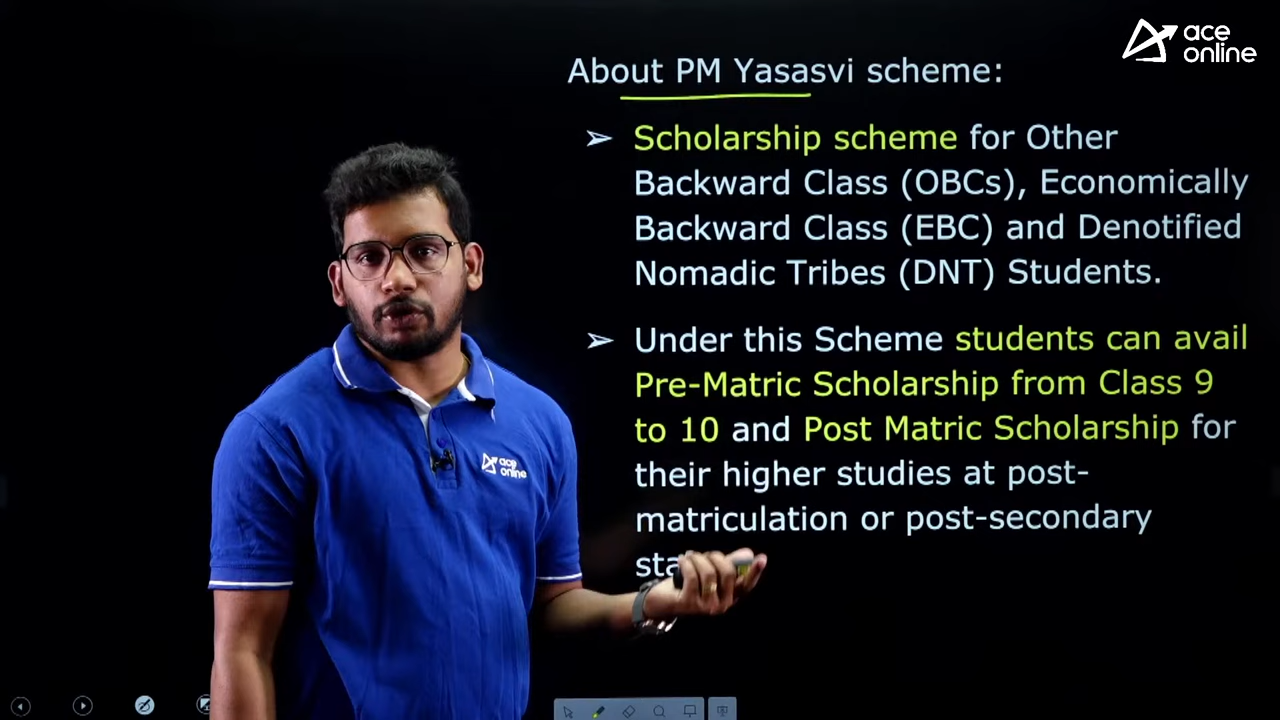 ace
online
About PM Yasasvi scheme:
➢ Scholarship scheme for Other
Backward Class (OBCs), Economically
Backward Class (EBC) and Denotified
Nomadic Tribes (DNT) Students.
➢ Under this Scheme students can avail
Pre-Matric Scholarship from Class 9
to 10 and Post Matric Scholarship for
their higher studies at post-
matriculation or post-secondary
ace
online